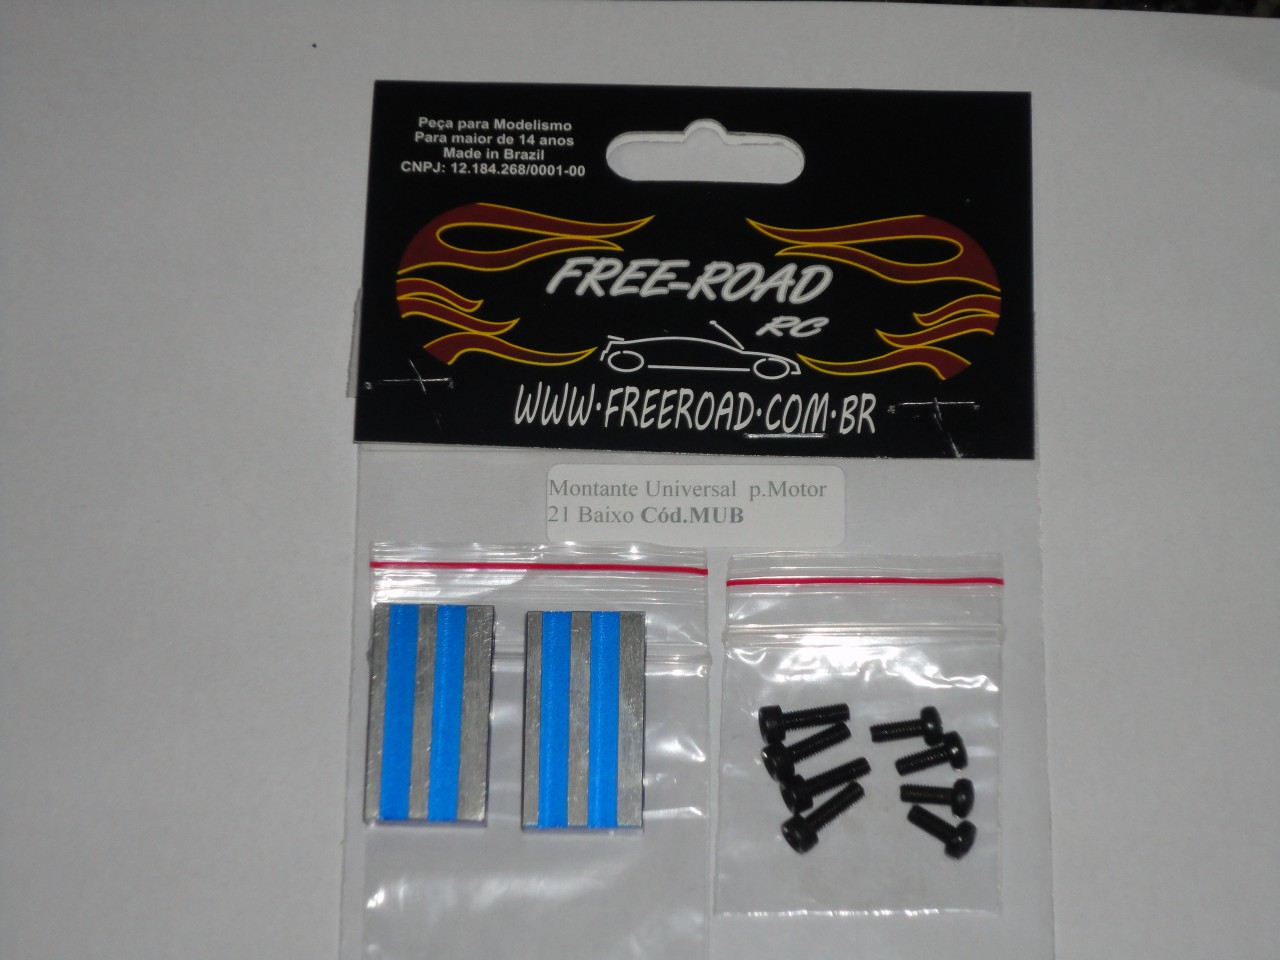 Peça para Modelismo
Para maior de 14 anos
Made in Brazil
CNPJ: 12.184.268/0001-00
FREE-ROAD
RC
WWW.FREEROAD.COM.BR
Montante Universal p.Motor
21 Baixo Cód.MUB